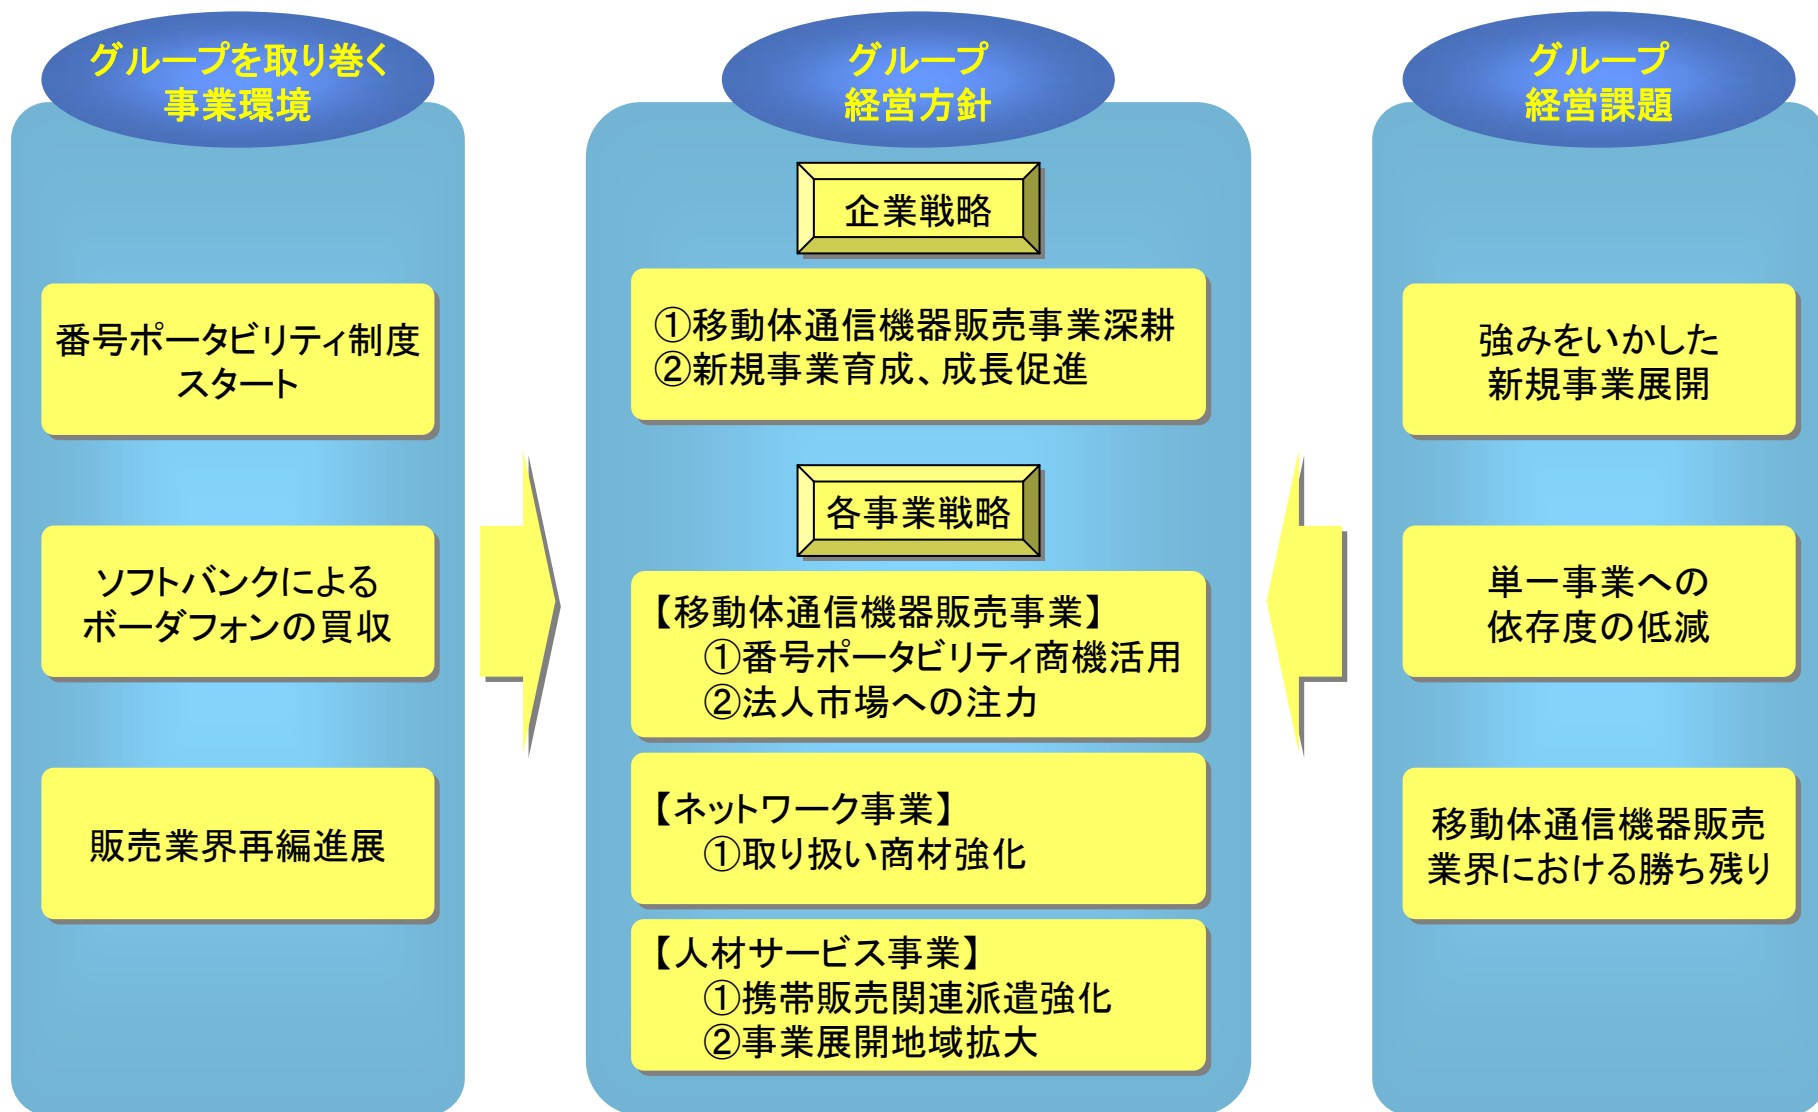 グループを取り巻く
事業環境
番号ポータビリティ制度
スタート
ソフトバンクによる
ボーダフォンの買収
販売業界再編進展
グループ
経営方針
企業戦略
①移動体通信機器販売事業深耕
②新規事業育成、成長促進
各事業戦略
【移動体通信機器販売事業】
①番号ポータビリティ商機活用
②法人市場への注力
【ネットワーク事業】
①取り扱い商材強化
【人材サービス事業】
①携帯販売関連派遣強化
②事業展開地域拡大
グループ
経営課題
強みをいかした
新規事業展開
単一事業への
依存度の低減
移動体通信機器販売
業界における勝ち残り